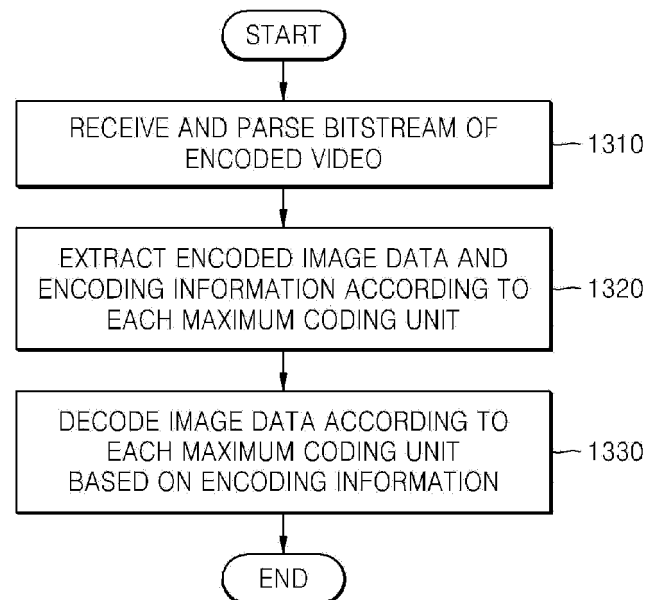 START
RECEIVE AND PARSE BITSTREAM OF
ENCODED VIDEO
1310
EXTRACT ENCODED IMAGE DATA AND
ENCODING INFORMATION ACCORDING TO
EACH MAXIMUM CODING UNIT
1320
DECODE IMAGE DATA ACCORDING TO
EACH MAXIMUM CODING UNIT
BASED ON ENCODING INFORMATION
1330
END